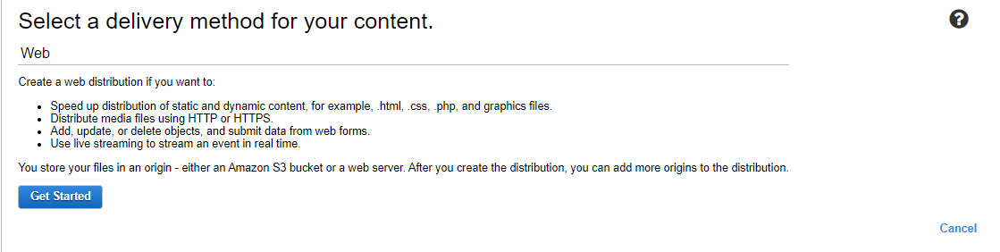 Select a delivery method for your content.
?
Web
Create a web distribution if you want to:
• Speed up distribution of static and dynamic content, for example, .html, .css, .php, and graphics files.
• Distribute media files using HTTP or HTTPS.
• Add, update, or delete objects, and submit data from web forms.
• Use live streaming to stream an event in real time.
You store your files in an origin - either an Amazon S3 bucket or a web server. After you create the distribution, you can add more origins to the distribution.
Get Started
Cancel